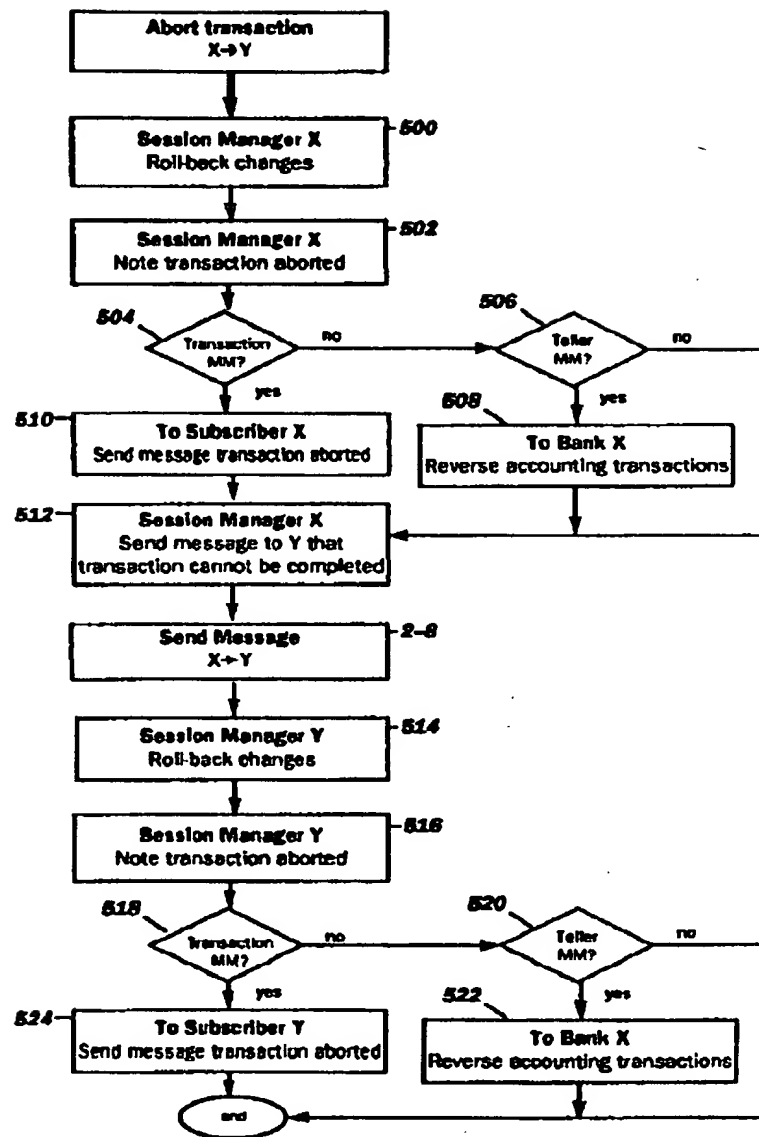 Abort transaction
X→Y
500
Session Manager X
Roll-back changes
502
Session Manager X
Note transaction aborted
504
Transaction
MM?
no
yes
506
Teller
MM?
no
yes
508
To Bank X
Reverse accounting transactions
510
To Subscriber X
Send message transaction aborted
512
Session Manager X
Send message to Y that
transaction cannot be completed
2-8
Send Message
X→Y
514
Session Manager Y
Roll-back changes
516
Session Manager Y
Note transaction aborted
518
Transaction
MM?
no
yes
520
Teller
MM?
no
yes
522
To Bank X
Reverse accounting transactions
524
To Subscriber Y
Send message transaction aborted
end